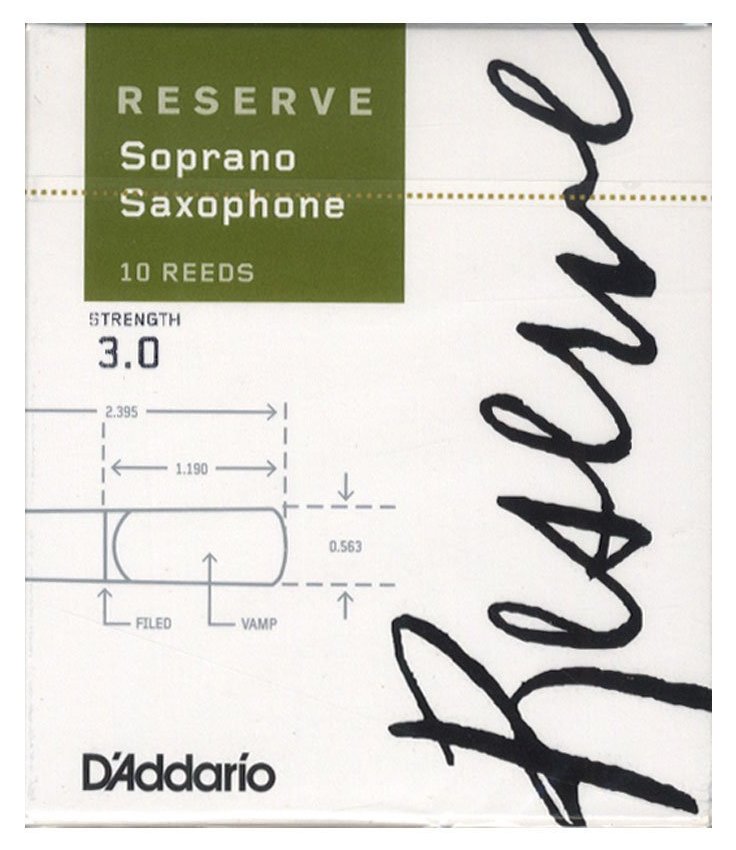 RESERVE
Soprano
Saxophone
10 REEDS
STRENGTH
3.0
2.395
1.190
0.563
FILED
VAMP
Reserve
D'Addario